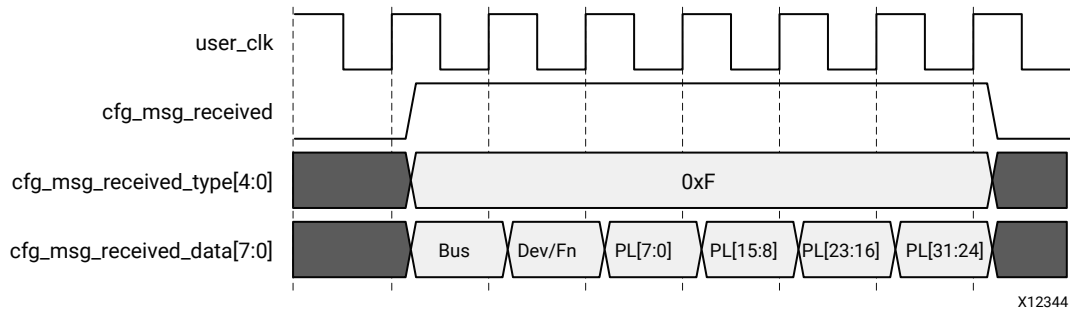 user_clk
cfg_msg_received
cfg_msg_received_type[4:0]
0xF
cfg_msg_received_data[7:0]
Bus
Dev/Fn
PL[7:0]
PL[15:8]
PL[23:16]
PL[31:24]
X12344